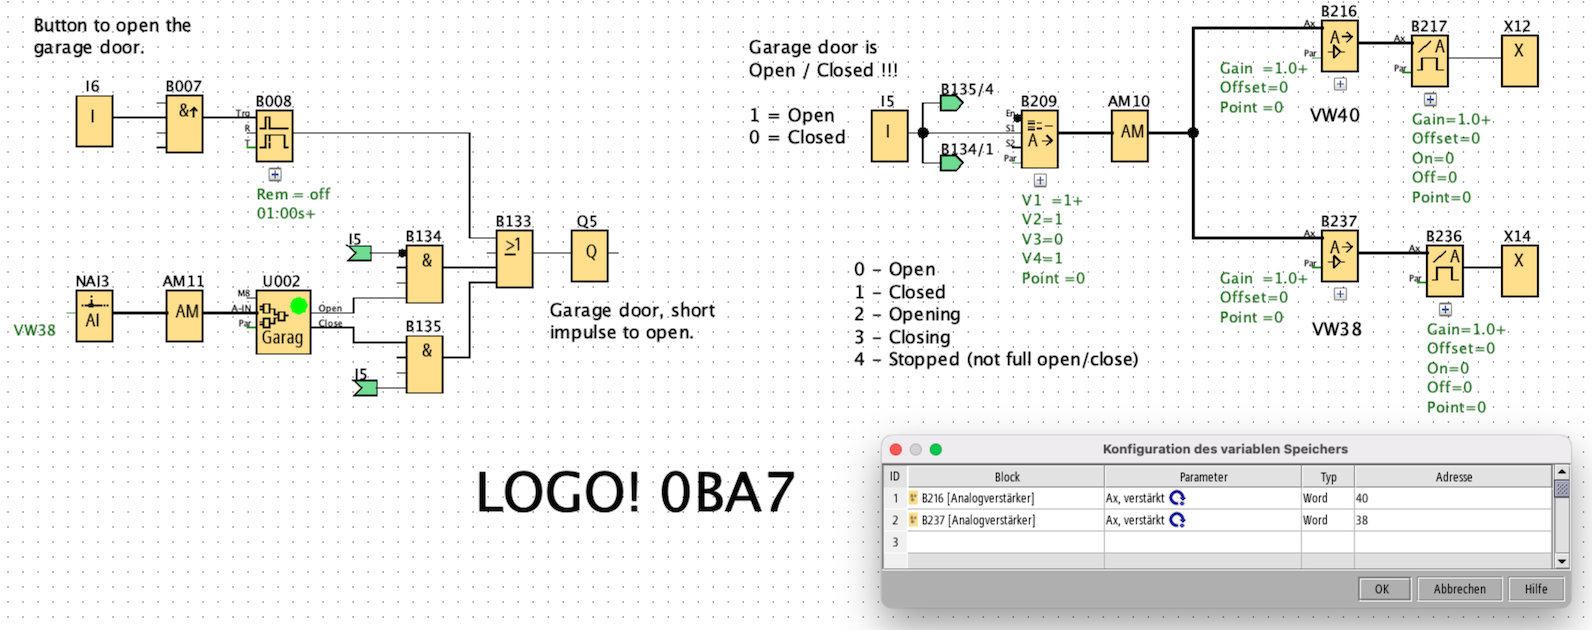 Button to open the
garage door.
I6
I
B007
&↑
B008
Trg
R
T
Rem = off
01:00s+
NAI3
AI
VW38
AM11
AM
U002
M8
A-IN
Par
Garag
Open
Close
I5
B134
&
B135
&
I5
B133
≥1
Q5
Q
Garage door, short
impulse to open.
LOGO! 0BA7
Garage door is
Open / Closed !!!
1 = Open
0 = Closed
I5
I
B135/4
B134/1
B209
En
S1
S2
Par
A→
V1 =1+
V2=1
V3=0
V4=1
Point =0
AM10
AM
0 – Open
1 – Closed
2 – Opening
3 – Closing
4 – Stopped (not full open/close)
B216
Ax
Par
A→
Gain =1.0+
Offset=0
Point =0
VW40
B217
Ax
Par
A
Gain=1.0+
Offset=0
On=0
Off=0
Point=0
X12
X
B237
Ax
Par
A→
Gain =1.0+
Offset=0
Point =0
VW38
B236
Ax
Par
A
Gain=1.0+
Offset=0
On=0
Off=0
Point=0
X14
X
Konfiguration des variablen Speichers
ID Block Parameter Typ Adresse
1 B216 [Analogverstärker] Ax, verstärkt Word 40
2 B237 [Analogverstärker] Ax, verstärkt Word 38
3
OK Abbrechen Hilfe